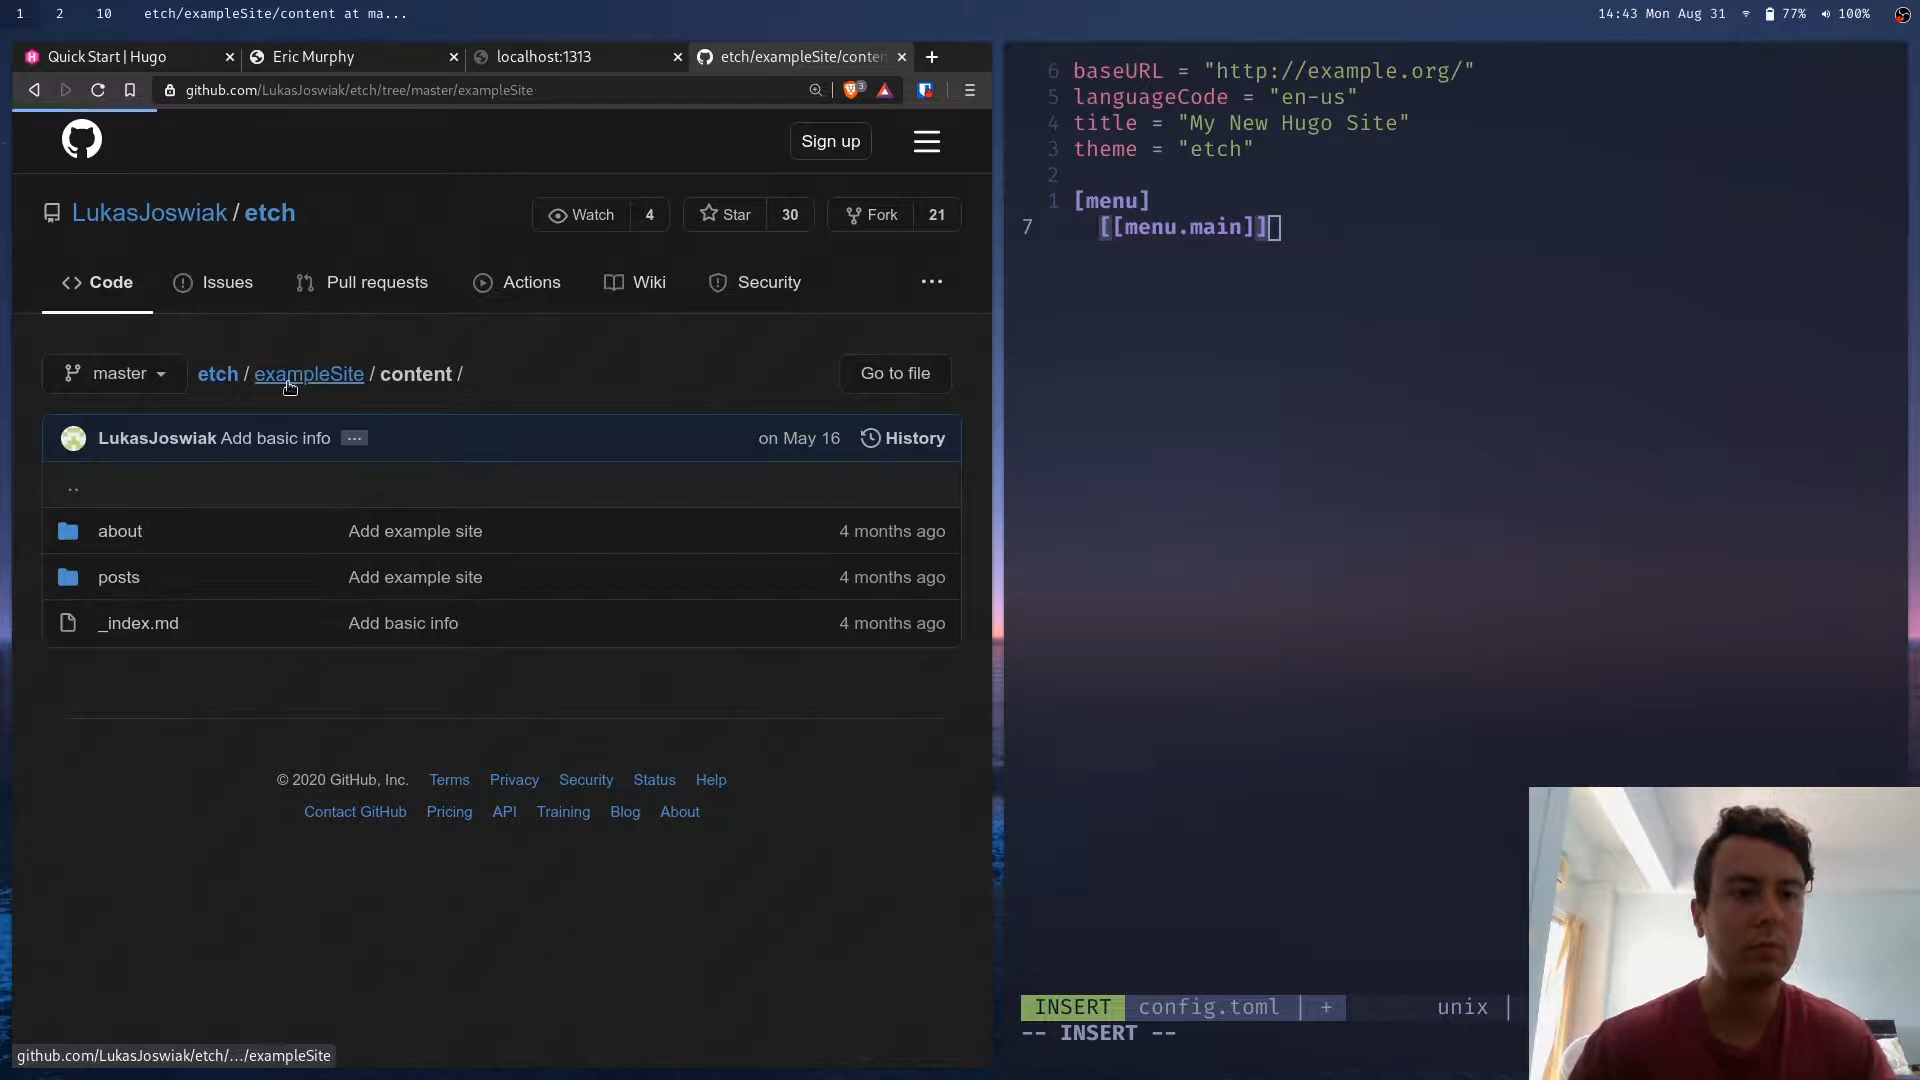 1 2 10 etch/exampleSite/content at ma... 14:43 Mon Aug 31 77% 100%
Quick Start | Hugo Eric Murphy localhost:1313 etch/exampleSite/conten
github.com/LukasJoswiak/etch/tree/master/exampleSite 3
Sign up
LukasJoswiak / etch Watch 4 Star 30 Fork 21
Code Issues Pull requests Actions Wiki Security ...
master etch / exampleSite / content / Go to file
LukasJoswiak Add basic info ... on May 16 History
..
about Add example site 4 months ago
posts Add example site 4 months ago
_index.md Add basic info 4 months ago
© 2020 GitHub, Inc. Terms Privacy Security Status Help
Contact GitHub Pricing API Training Blog About
github.com/LukasJoswiak/etch/.../exampleSite
6 baseURL = "http://example.org/"
5 languageCode = "en-us"
4 title = "My New Hugo Site"
3 theme = "etch"
2
1 [menu]
7 [[menu.main]]
INSERT config.toml | + unix |
-- INSERT --